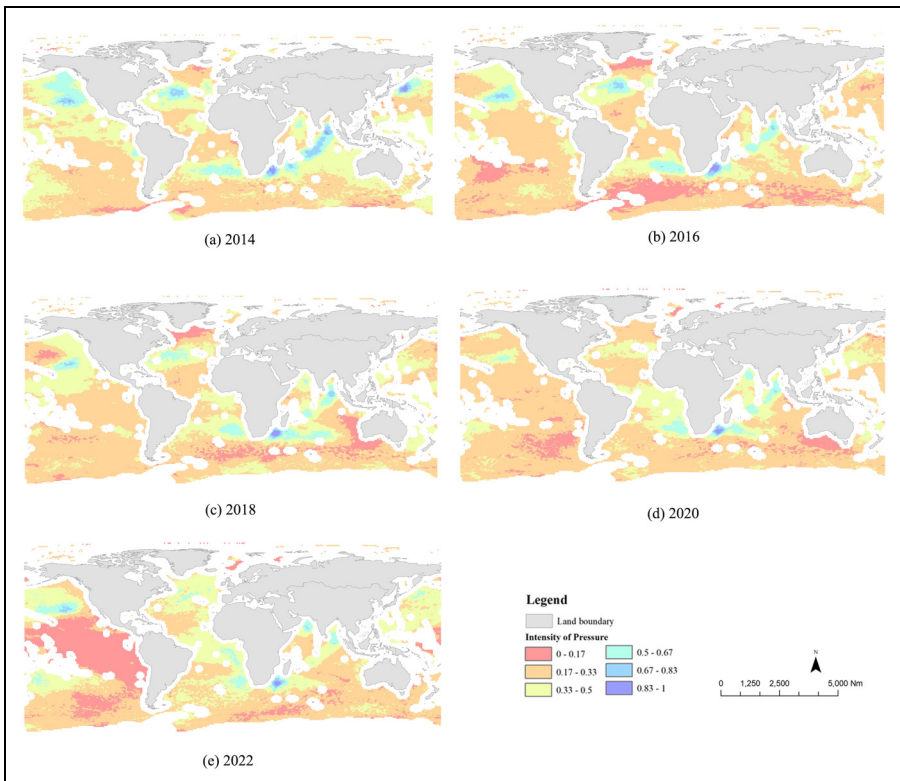 (a) 2014
(b) 2016
(c) 2018
(d) 2020
(e) 2022
Legend
Land boundary
Intensity of Pressure
0 - 0.17
0.17 - 0.33
0.33 - 0.5
0.5 - 0.67
0.67 - 0.83
0.83 - 1
N
0 1,250 2,500 5,000 Nm